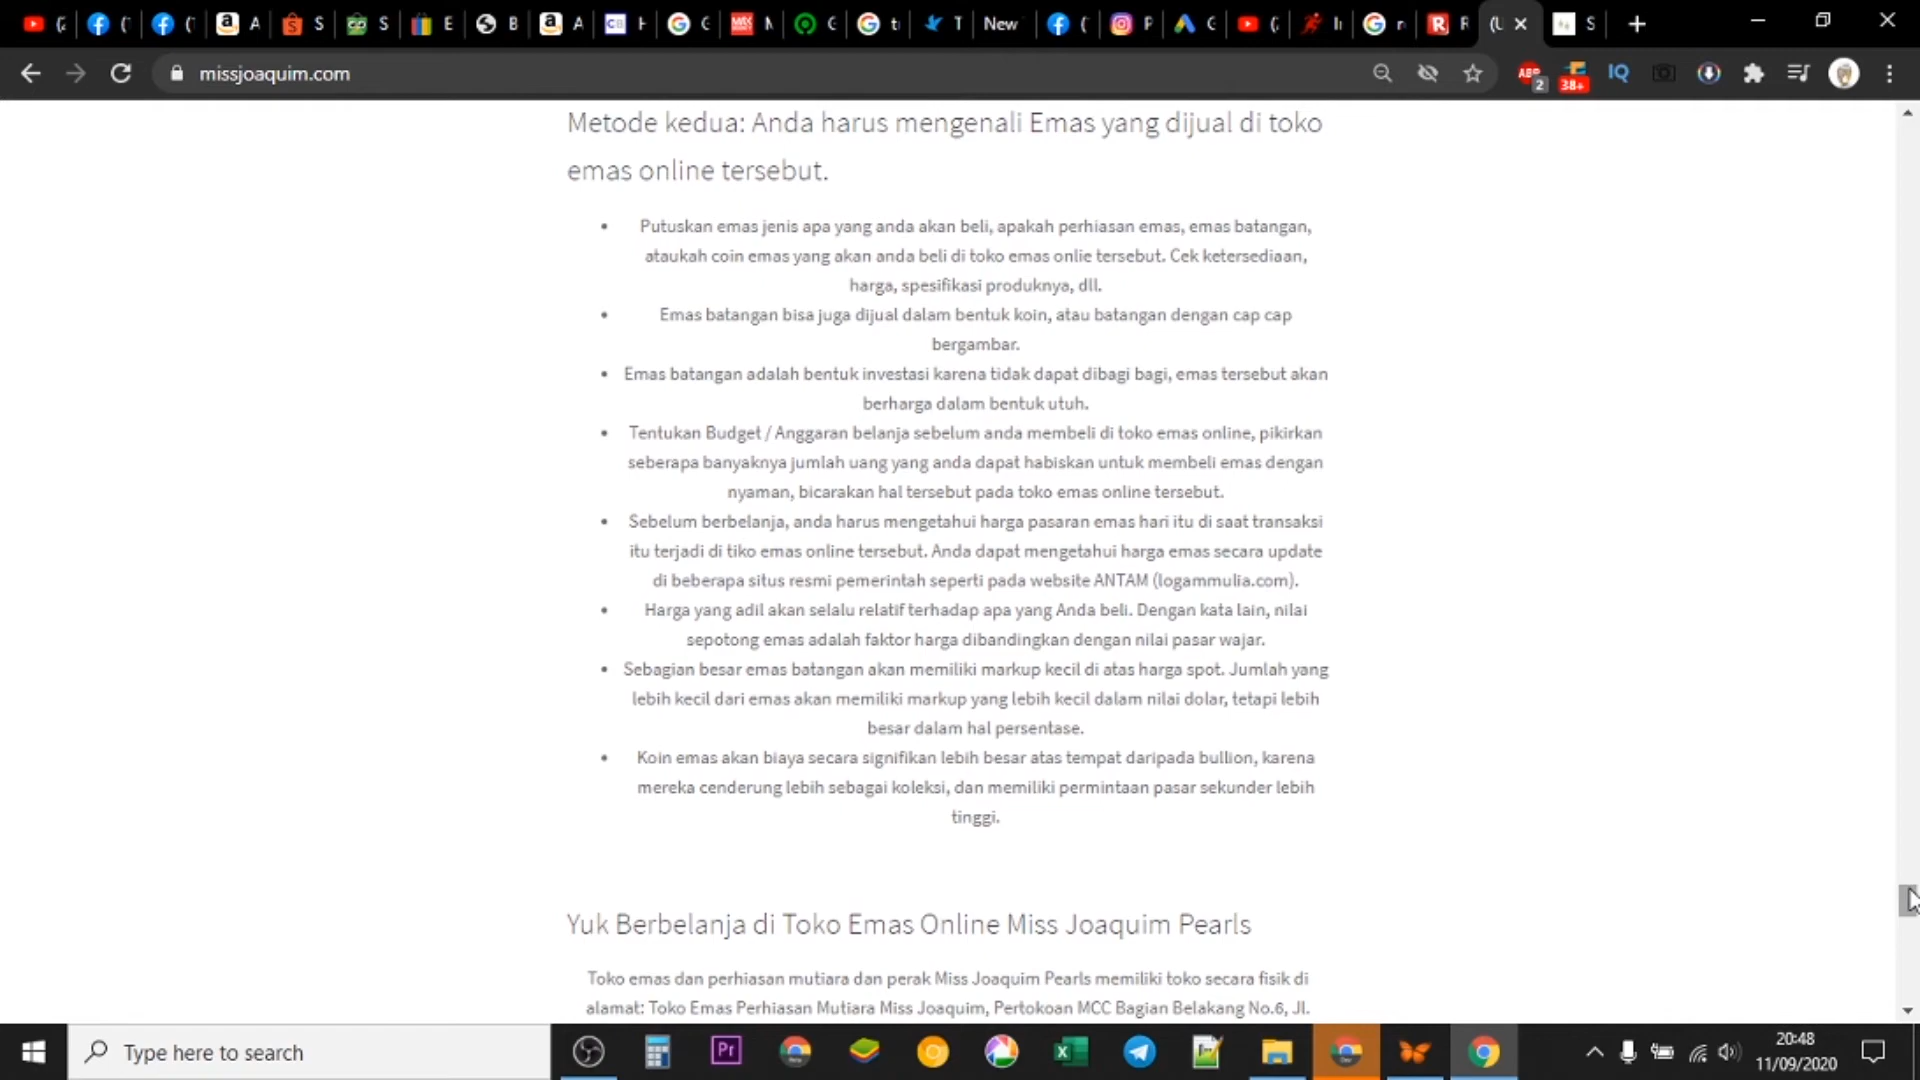 New
missjoaquim.com
2
38+
Metode kedua: Anda harus mengenali Emas yang dijual di toko
emas online tersebut.
Putuskan emas jenis apa yang anda akan beli, apakah perhiasan emas, emas batangan,
ataukah coin emas yang akan anda beli di toko emas onlie tersebut. Cek ketersediaan,
harga, spesifikasi produknya, dll.
Emas batangan bisa juga dijual dalam bentuk koin, atau batangan dengan cap cap
bergambar.
Emas batangan adalah bentuk investasi karena tidak dapat dibagi bagi, emas tersebut akan
berharga dalam bentuk utuh.
Tentukan Budget / Anggaran belanja sebelum anda membeli di toko emas online, pikirkan
seberapa banyaknya jumlah uang yang anda dapat habiskan untuk membeli emas dengan
nyaman, bicarakan hal tersebut pada toko emas online tersebut.
Sebelum berbelanja, anda harus mengetahui harga pasaran emas hari itu di saat transaksi
itu terjadi di tiko emas online tersebut. Anda dapat mengetahui harga emas secara update
di beberapa situs resmi pemerintah seperti pada website ANTAM (logammulia.com).
Harga yang adil akan selalu relatif terhadap apa yang Anda beli. Dengan kata lain, nilai
sepotong emas adalah faktor harga dibandingkan dengan nilai pasar wajar.
Sebagian besar emas batangan akan memiliki markup kecil di atas harga spot. Jumlah yang
lebih kecil dari emas akan memiliki markup yang lebih kecil dalam nilai dolar, tetapi lebih
besar dalam hal persentase.
Koin emas akan biaya secara signifikan lebih besar atas tempat daripada bullion, karena
mereka cenderung lebih sebagai koleksi, dan memiliki permintaan pasar sekunder lebih
tinggi.
Yuk Berbelanja di Toko Emas Online Miss Joaquim Pearls
Toko emas dan perhiasan mutiara dan perak Miss Joaquim Pearls memiliki toko secara fisik di
alamat: Toko Emas Perhiasan Mutiara Miss Joaquim, Pertokoan MCC Bagian Belakang No.6, Jl.
Type here to search
20:48
11/09/2020